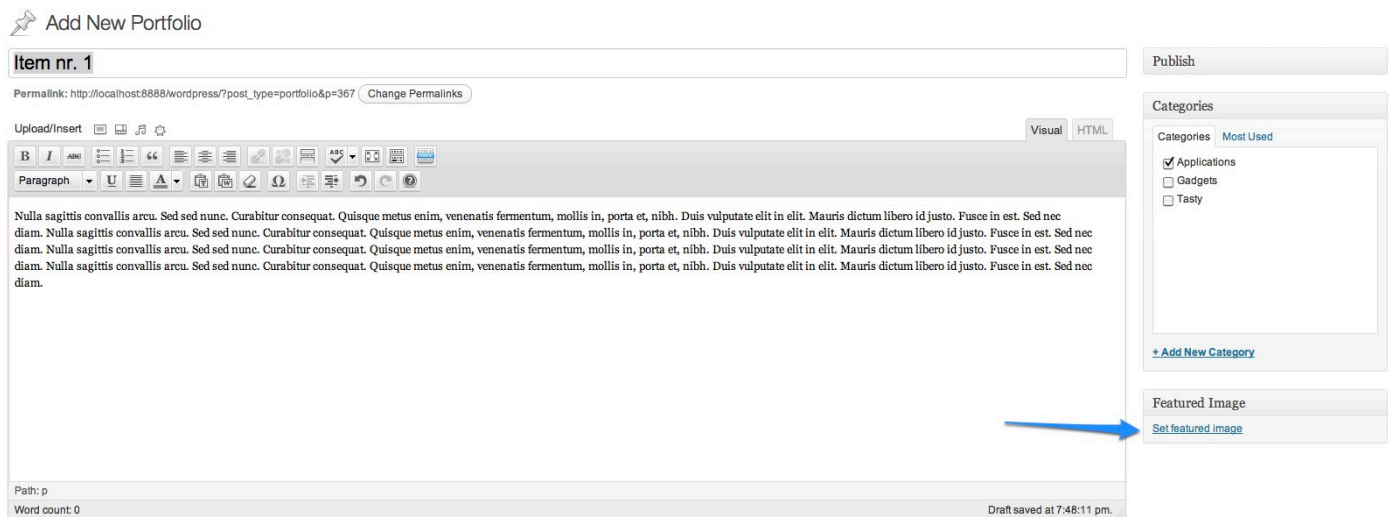 Add New Portfolio
Item nr. 1
Permalink: http://localhost:8888/wordpress/?post_type=portfolio&p=367 Change Permalinks
Upload/Insert
Visual HTML
B I ABC ABC
Paragraph U A Ω
Nulla sagittis convallis arcu. Sed sed nunc. Curabitur consequat. Quisque metus enim, venenatis fermentum, mollis in, porta et, nibh. Duis vulputate elit in elit. Mauris dictum libero id justo. Fusce in est. Sed nec
diam. Nulla sagittis convallis arcu. Sed sed nunc. Curabitur consequat. Quisque metus enim, venenatis fermentum, mollis in, porta et, nibh. Duis vulputate elit in elit. Mauris dictum libero id justo. Fusce in est. Sed nec
diam. Nulla sagittis convallis arcu. Sed sed nunc. Curabitur consequat. Quisque metus enim, venenatis fermentum, mollis in, porta et, nibh. Duis vulputate elit in elit. Mauris dictum libero id justo. Fusce in est. Sed nec
diam. Nulla sagittis convallis arcu. Sed sed nunc. Curabitur consequat. Quisque metus enim, venenatis fermentum, mollis in, porta et, nibh. Duis vulputate elit in elit. Mauris dictum libero id justo. Fusce in est. Sed nec
diam.
Path: p
Word count: 0 Draft saved at 7:48:11 pm.
Publish
Categories
Categories Most Used
Applications
Gadgets
Tasty
+ Add New Category
Featured Image
Set featured image